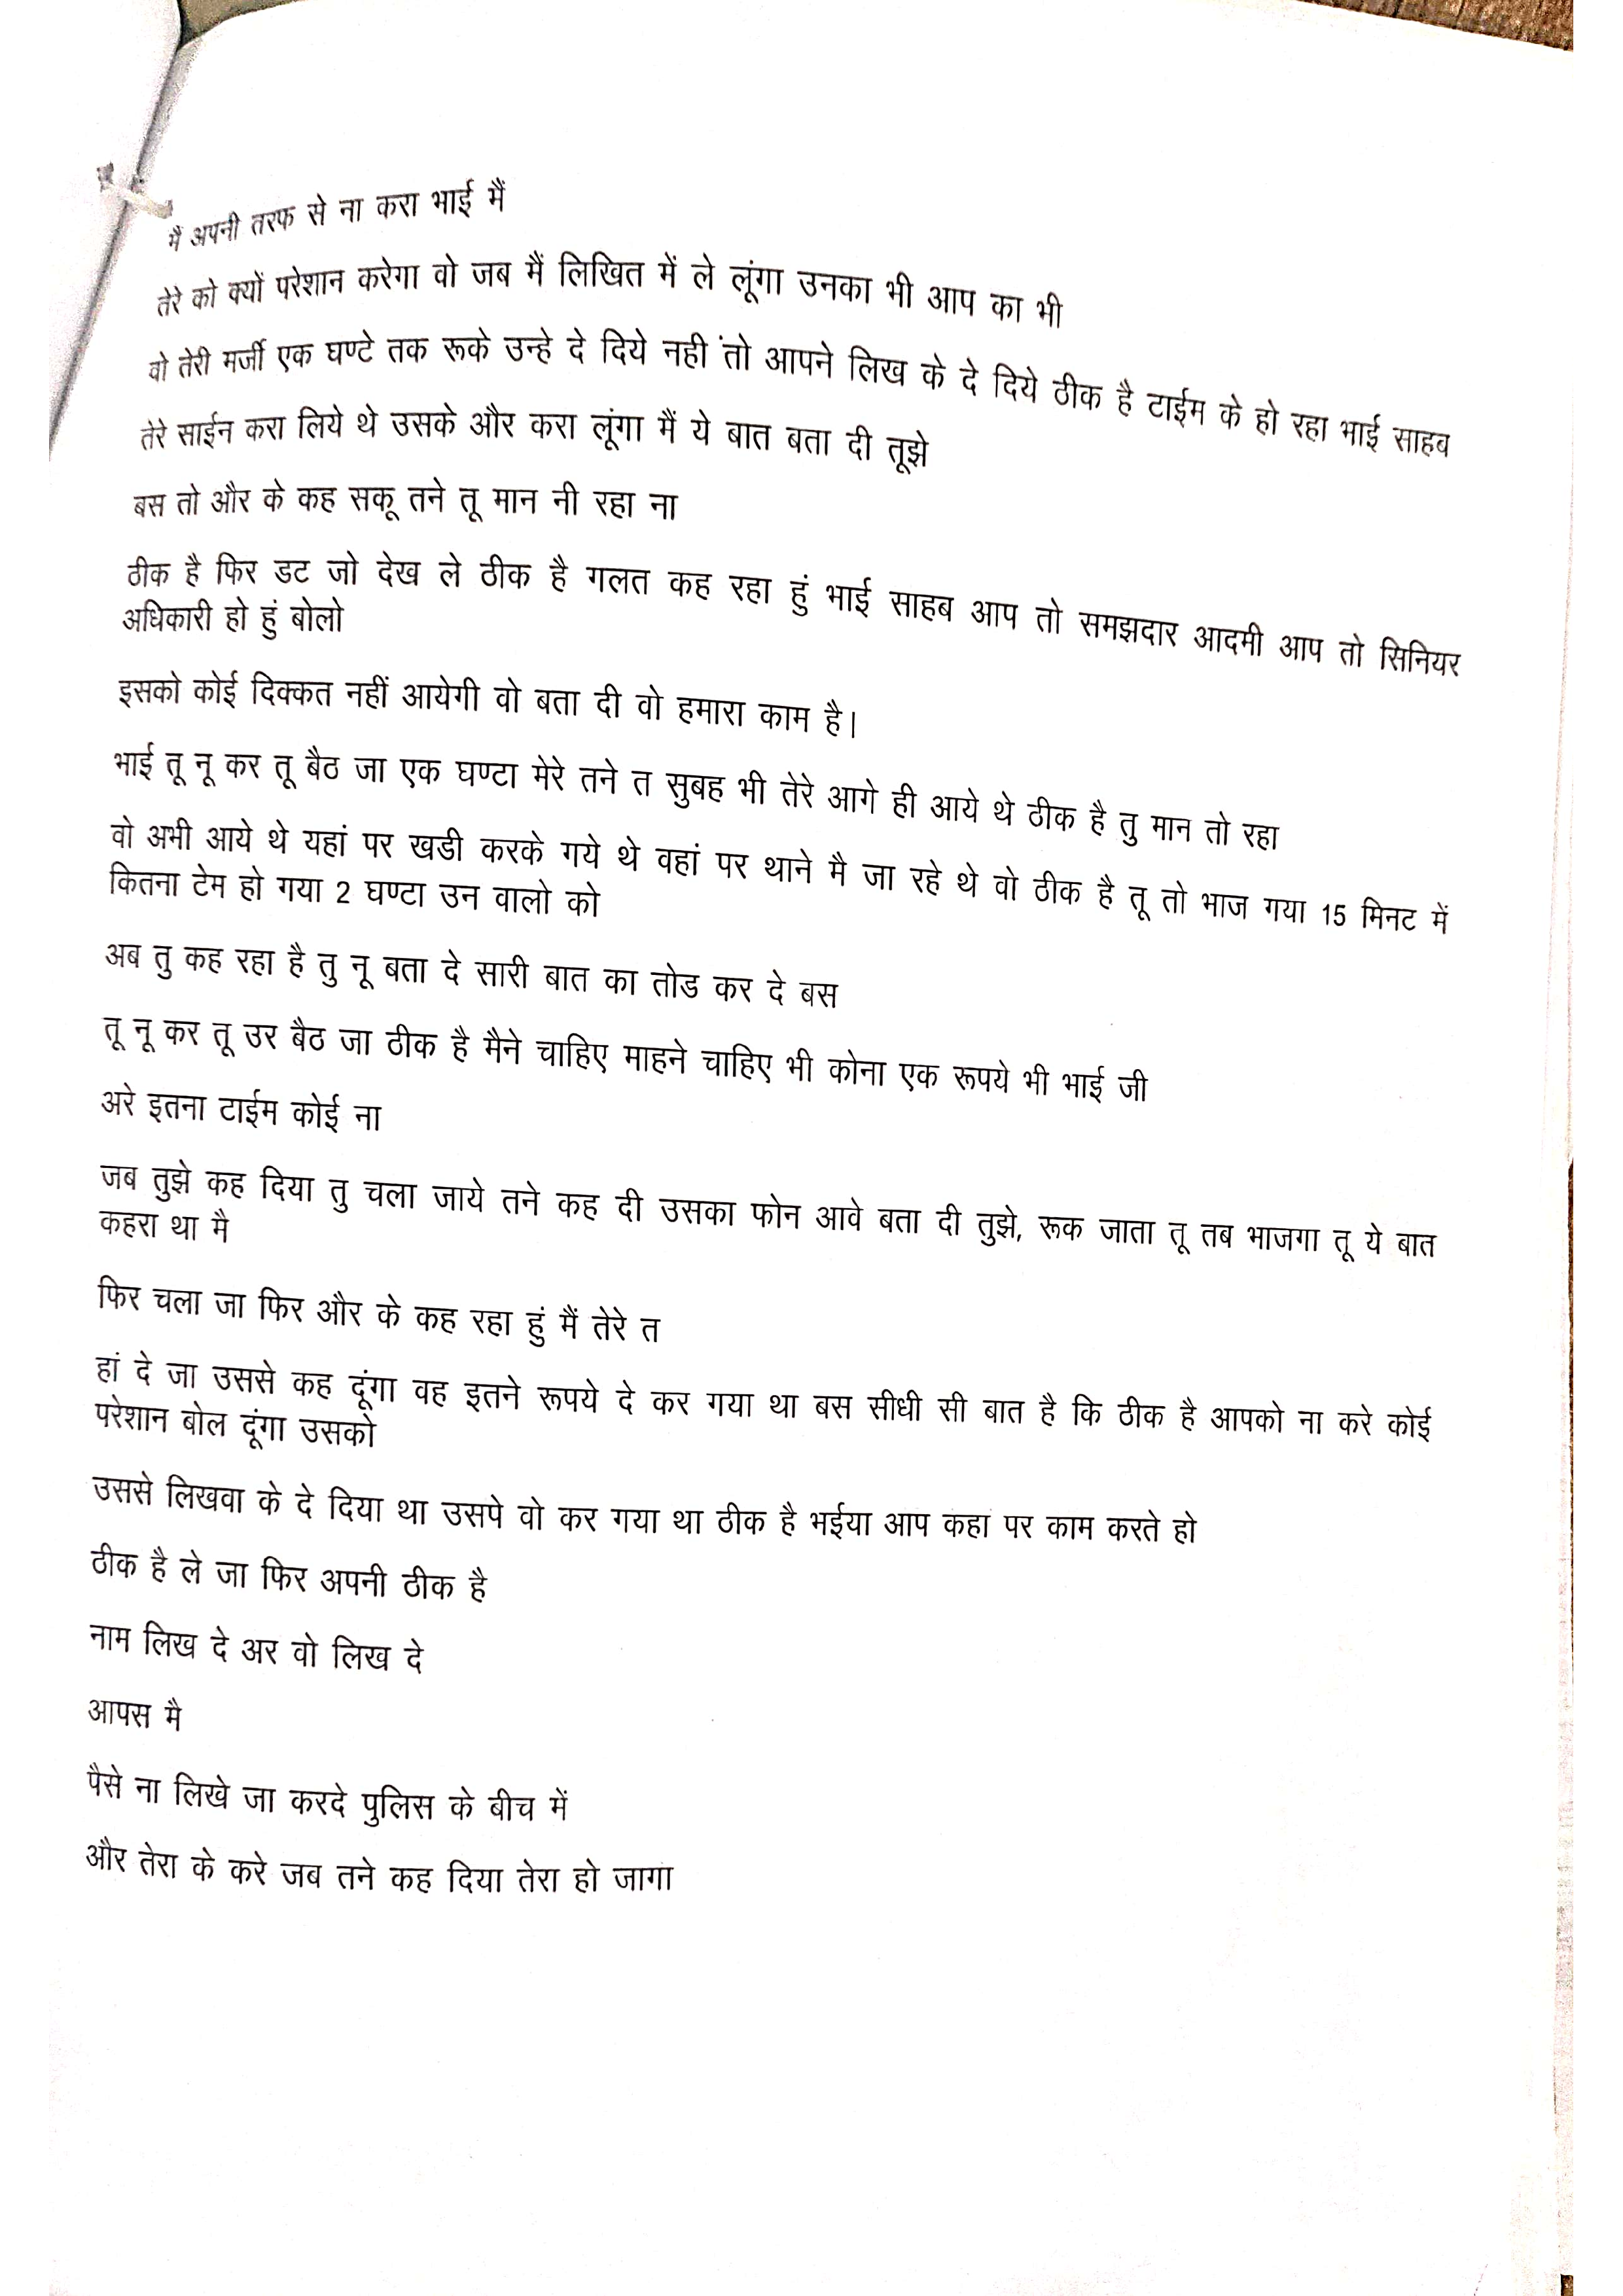 मैं अपनी तरफ से ना करा भाई मैं
तेरे को क्यों परेशान करेगा वो जब मैं लिखित में ले लूंगा उनका भी आप का भी
वो तेरी मर्जी एक घण्टे तक रूके उन्हे दे दिये नहीं तो आपने लिख के दे दिये ठीक है टाईम के हो रहा भाई साहब
तेरे साईन करा लिये थे उसके और करा लूंगा मैं ये बात बता दी तूझे
बस तो और के कह सकू तने तू मान नी रहा ना
ठीक है फिर डट जो देख ले ठीक है गलत कह रहा हुं भाई साहब आप तो समझदार आदमी आप तो सिनियर
अधिकारी हो हुं बोलो
इसको कोई दिक्कत नहीं आयेगी वो बता दी वो हमारा काम है।
भाई तू नू कर तू बैठ जा एक घण्टा मेरे तने त सुबह भी तेरे आगे ही आये थे ठीक है तु मान तो रहा
वो अभी आये थे यहां पर खडी करके गये थे वहां पर थाने मै जा रहे थे वो ठीक है तू तो भाज गया 15 मिनट में
कितना टेम हो गया 2 घण्टा उन वालो को
अब तु कह रहा है तु नू बता दे सारी बात का तोड कर दे बस
तू नू कर तू उर बैठ जा ठीक है मैने चाहिए माहने चाहिए भी कोना एक रूपये भी भाई जी
अरे इतना टाईम कोई ना
जब तुझे कह दिया तु चला जाये तने कह दी उसका फोन आवे बता दी तुझे, रूक जाता तू तब भाजगा तू ये बात
कहरा था मै
फिर चला जा फिर और के कह रहा हुं मैं तेरे त
हां दे जा उससे कह दूंगा वह इतने रूपये दे कर गया था बस सीधी सी बात है कि ठीक है आपको ना करे कोई
परेशान बोल दूंगा उसको
उससे लिखवा के दे दिया था उसपे वो कर गया था ठीक है भईया आप कहां पर काम करते हो
ठीक है ले जा फिर अपनी ठीक है
नाम लिख दे अर वो लिख दे
आपस मै
पैसे ना लिखे जा करदे पुलिस के बीच में
और तेरा के करे जब तने कह दिया तेरा हो जागा